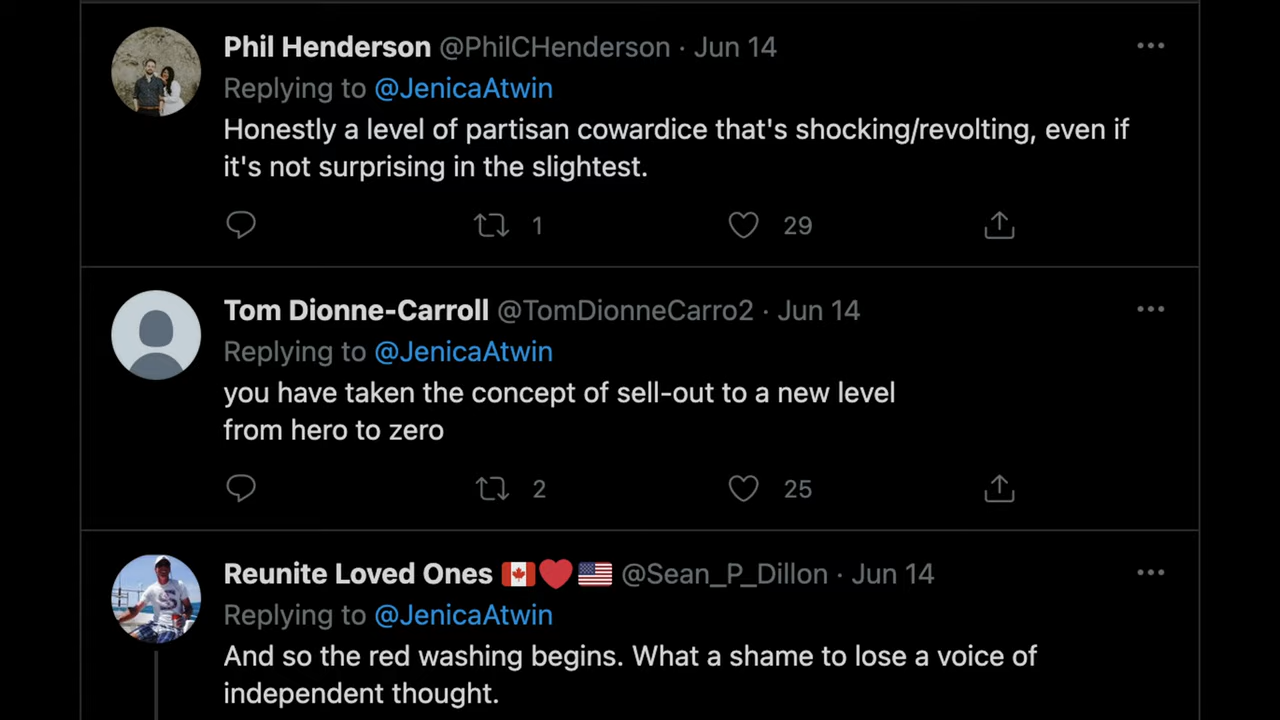 Phil Henderson @PhilCHenderson · Jun 14
Replying to @JenicaAtwin
Honestly a level of partisan cowardice that's shocking/revolting, even if
it's not surprising in the slightest.
1 29
Tom Dionne-Carroll @TomDionneCarro2 · Jun 14
Replying to @JenicaAtwin
you have taken the concept of sell-out to a new level
from hero to zero
2 25
Reunite Loved Ones 🇨🇦❤️🇺🇸 @Sean_P_Dillon · Jun 14
Replying to @JenicaAtwin
And so the red washing begins. What a shame to lose a voice of
independent thought.